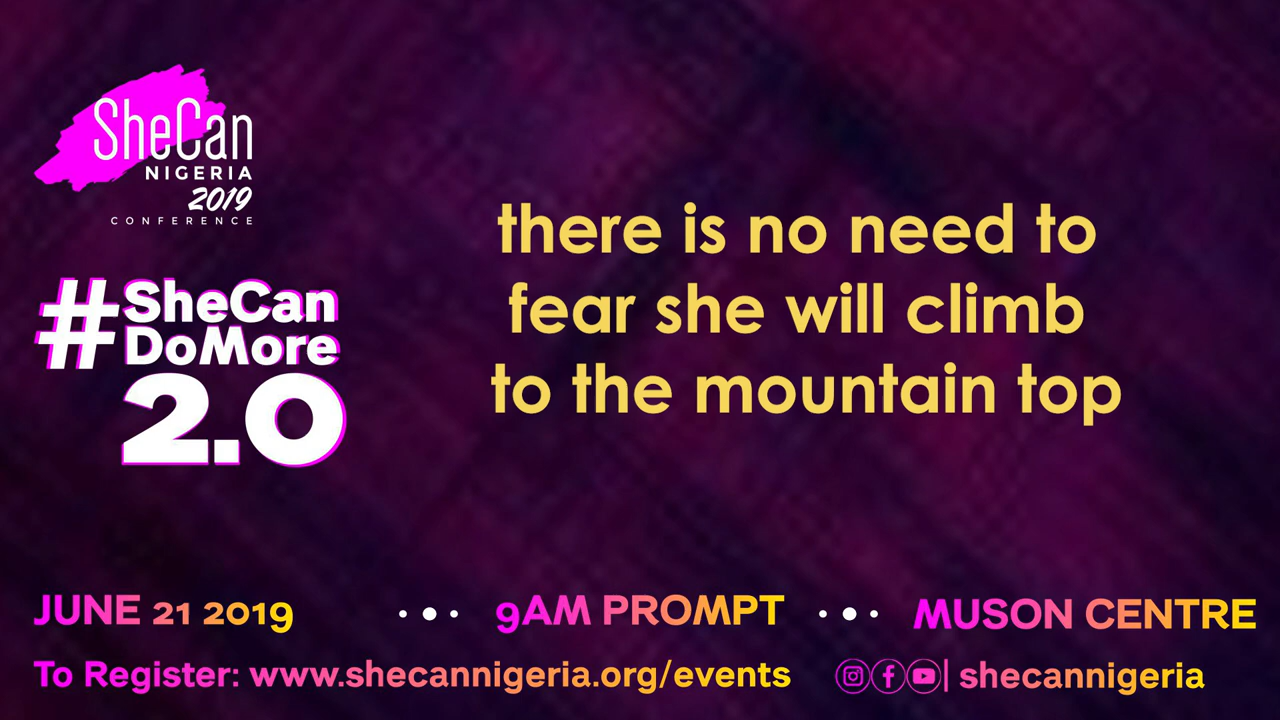 SheCan
NIGERIA
2019
CONFERENCE
#SheCan
DoMore
2.0
there is no need to
fear she will climb
to the mountain top
JUNE 21 2019 9AM PROMPT MUSON CENTRE
To Register: www.shecannigeria.org/events | shecannigeria